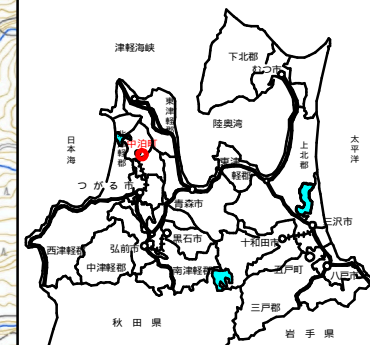 津軽海峡
下北郡
むつ市
東津軽郡
陸奥湾
太平洋
日本海
北津軽郡
中泊町
上北郡
東津軽郡
つがる市
青森市
三沢市
黒石市
十和田市
西津軽郡
弘前市
中津軽郡
南津軽郡
五戸町
八戸市
三戸郡
秋田県
岩手県